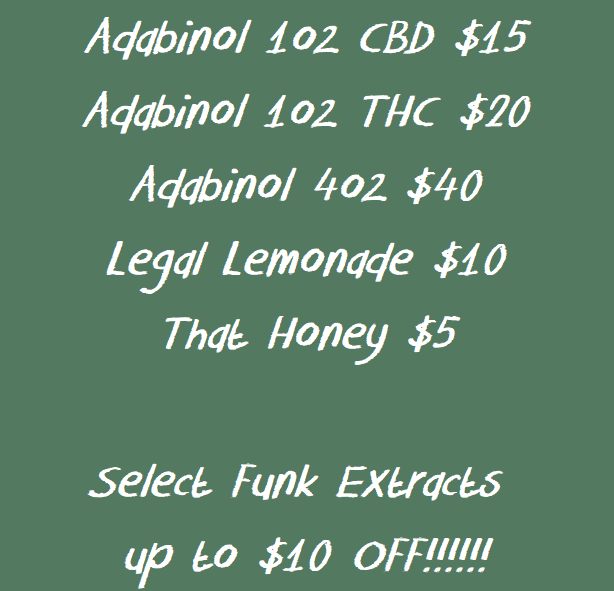 Adabinol 1oz CBD $15
Adabinol 1oz THC $20
Adabinol 4oz $40
Legal Lemonade $10
That Honey $5
Select Funk Extracts
up to $10 OFF!!!!!!